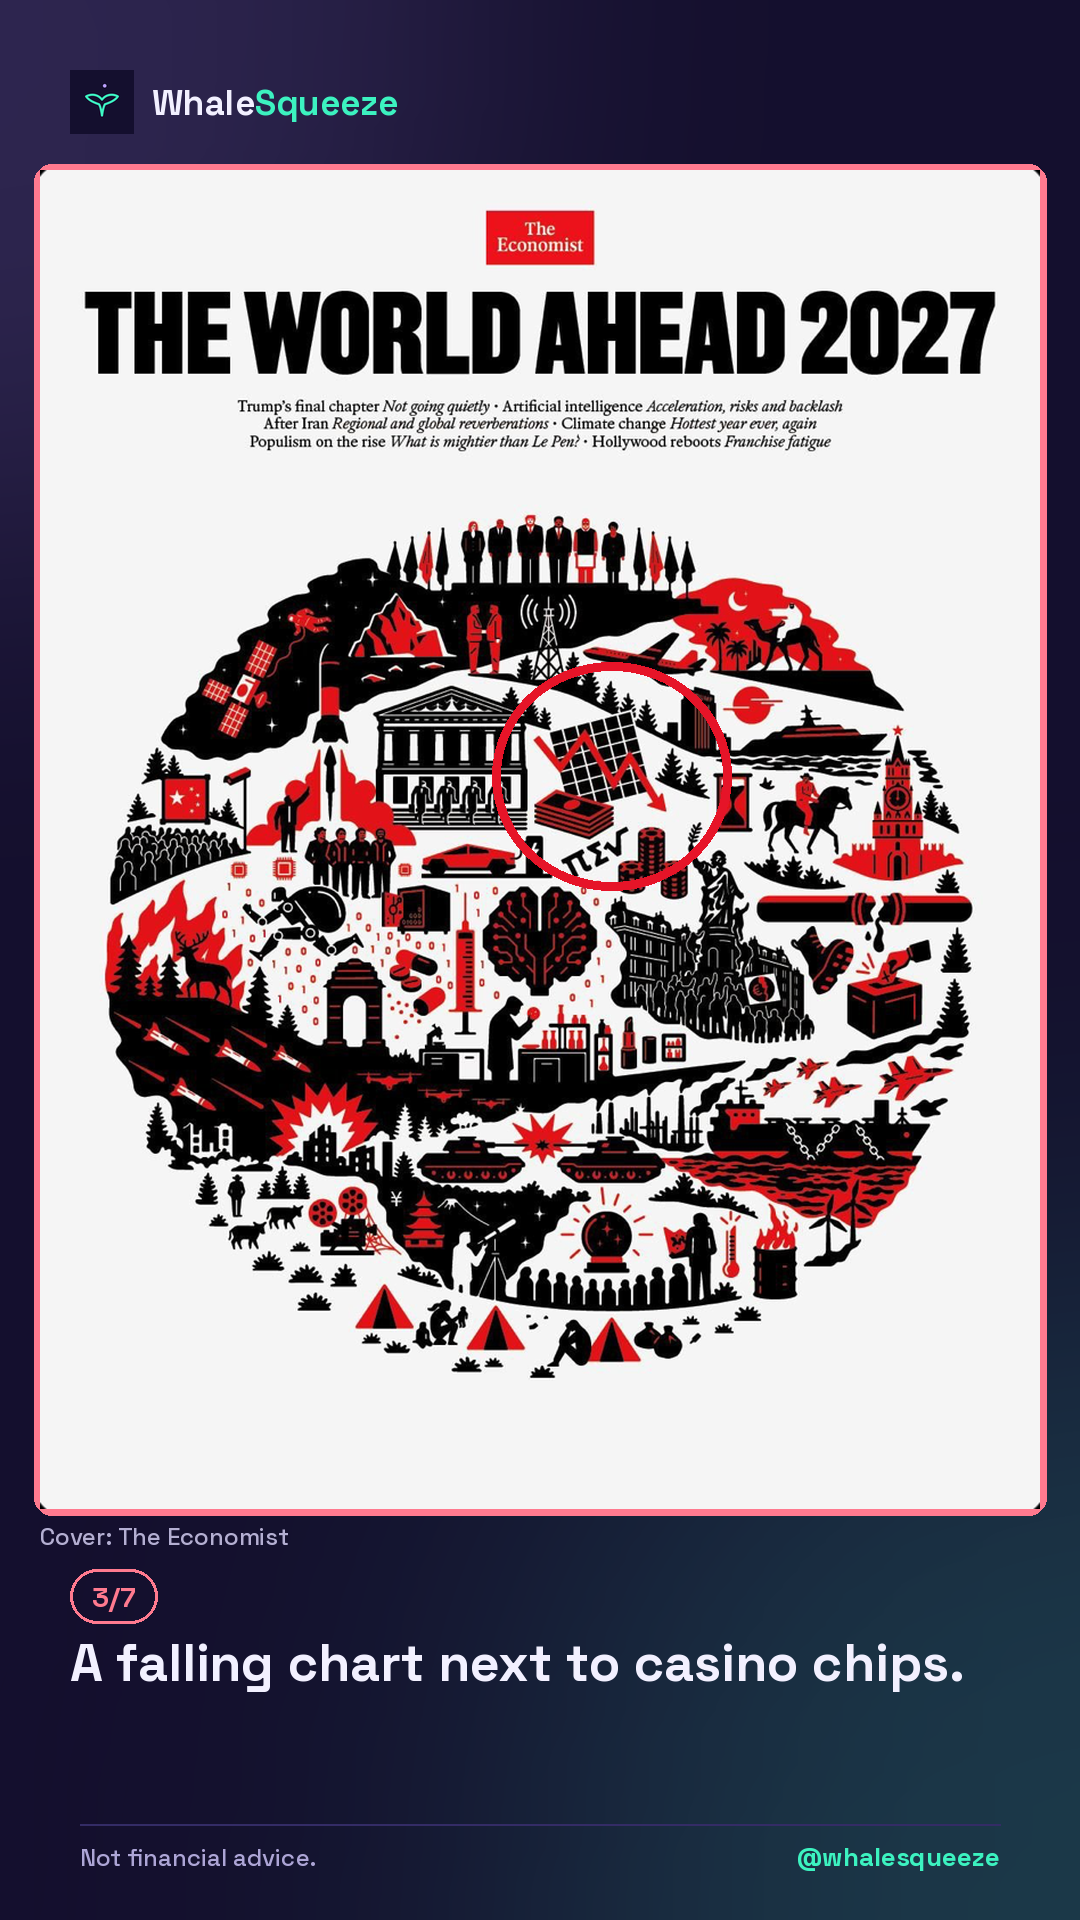 WhaleSqueeze
The
Economist
THE WORLD AHEAD 2027
Trump's final chapter Not going quietly • Artificial intelligence Acceleration, risks and backlash
After Iran Regional and global reverberations • Climate change Hottest year ever, again
Populism on the rise What is mightier than Le Pen? • Hollywood reboots Franchise fatigue
πΣ√
¥
Cover: The Economist
3/7
A falling chart next to casino chips.
Not financial advice.
@whalesqueeze